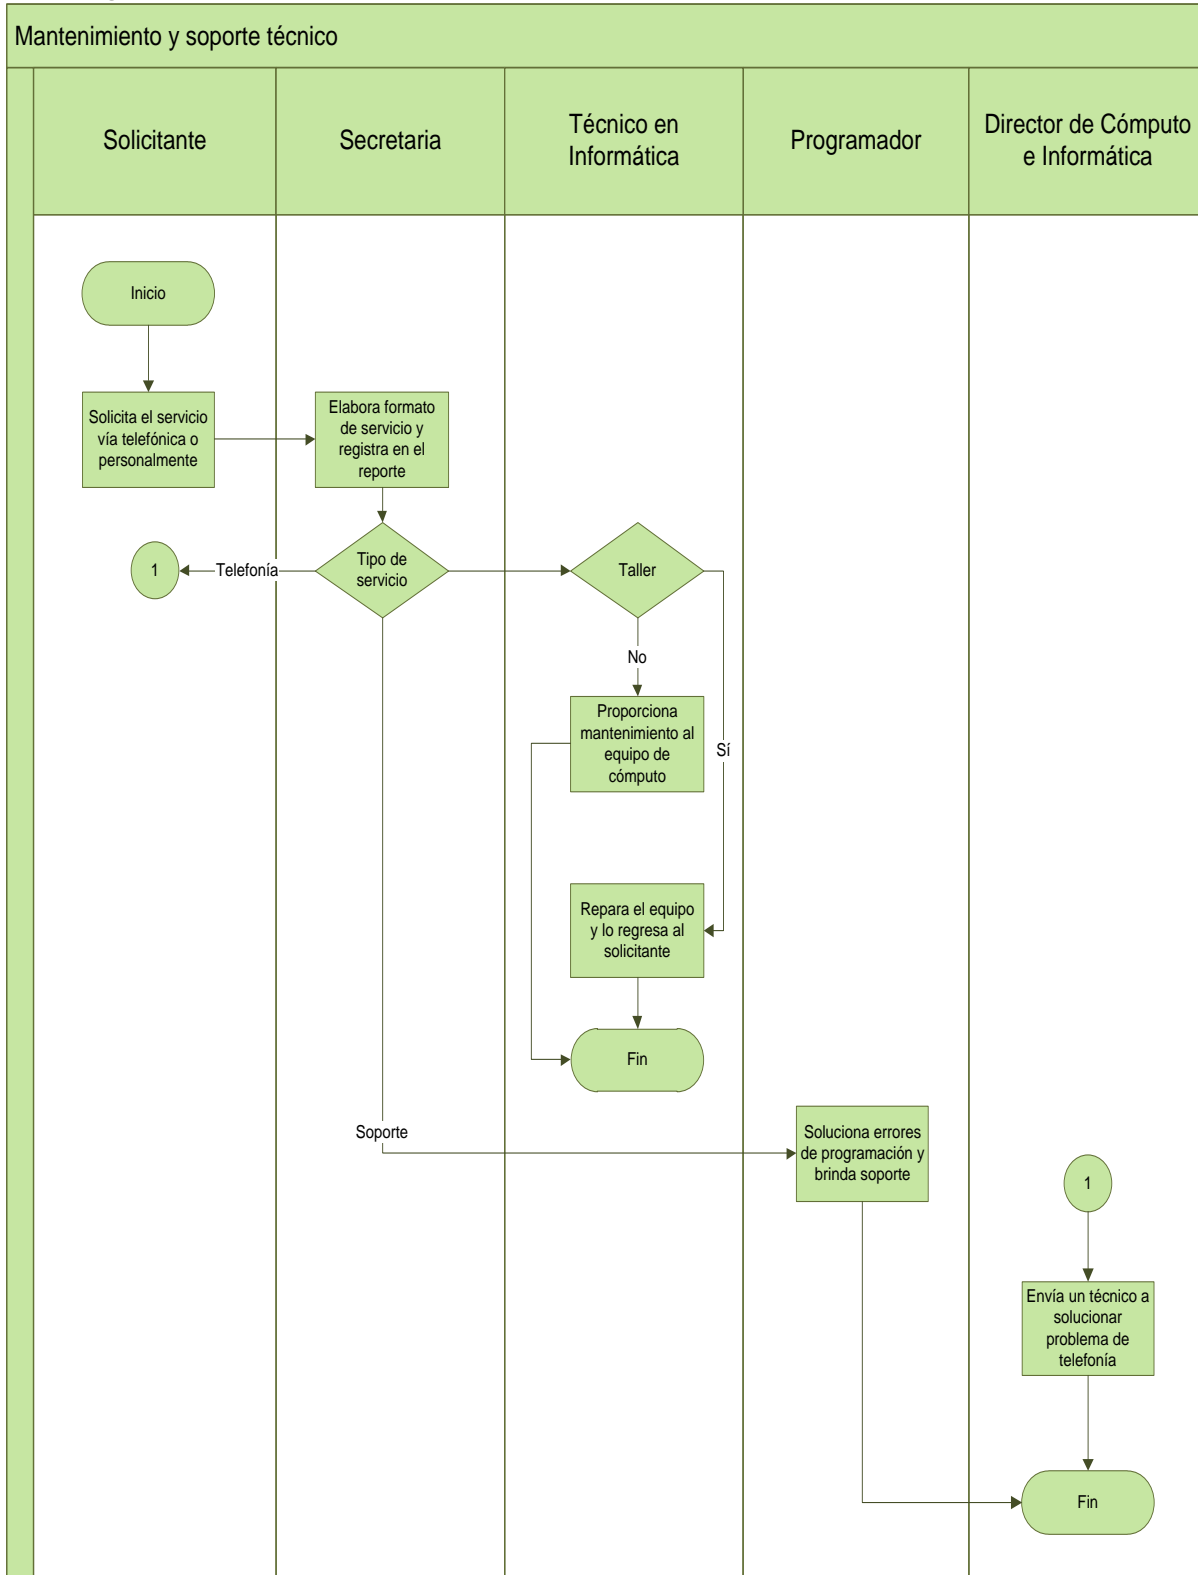 Mantenimiento y soporte técnico
Solicitante
Secretaria
Técnico en
Informática
Programador
Director de Cómputo
e Informática
Inicio
Solicita el servicio
vía telefónica o
personalmente
Elabora formato
de servicio y
registra en el
reporte
1
Telefonía
Tipo de
servicio
Taller
No
Proporciona
mantenimiento al
equipo de
cómputo
Sí
Repara el equipo
y lo regresa al
solicitante
Fin
Soporte
Soluciona errores
de programación y
brinda soporte
1
Envía un técnico a
solucionar
problema de
telefonía
Fin